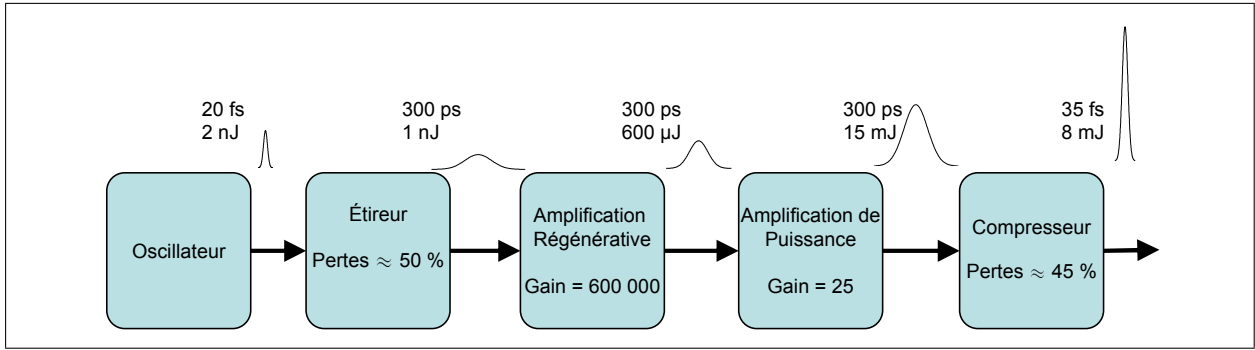 20 fs
2 nJ
300 ps
1 nJ
300 ps
600 µJ
300 ps
15 mJ
35 fs
8 mJ
Oscillateur
Étireur
Pertes ≈ 50 %
Amplification
Régénérative
Gain = 600 000
Amplification de
Puissance
Gain = 25
Compresseur
Pertes ≈ 45 %